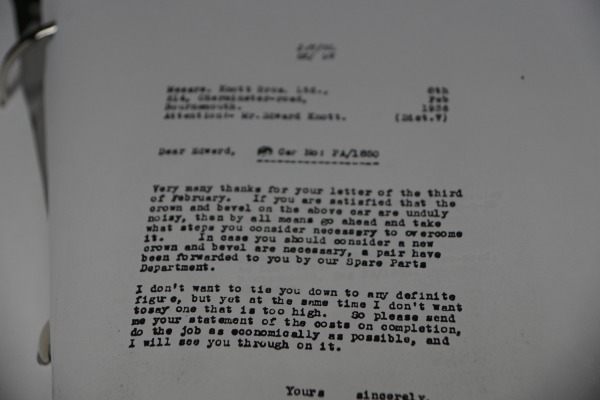 Messrs. Knott Bros. Ltd., 8th
Charminster-road, Feb
Bournemouth. 1938
Attention:- Mr. Edward Knott. (Dist.V)
Dear Edward, Car No: PA/1850
Very many thanks for your letter of the third
of February. If you are satisfied that the
crown and bevel on the above car are unduly
noisy, then by all means go ahead and take
what steps you consider necessary to overcome
it. In case you should consider a new
crown and bevel are necessary, a pair have
been forwarded to you by our Spare Parts
Department.
I don't want to tie you down to any definite
figure, but yet at the same time I don't want
tosay one that is too high. So please send
me your statement of the costs on completion,
do the job as economically as possible, and
I will see you through on it.
Yours sincerely,